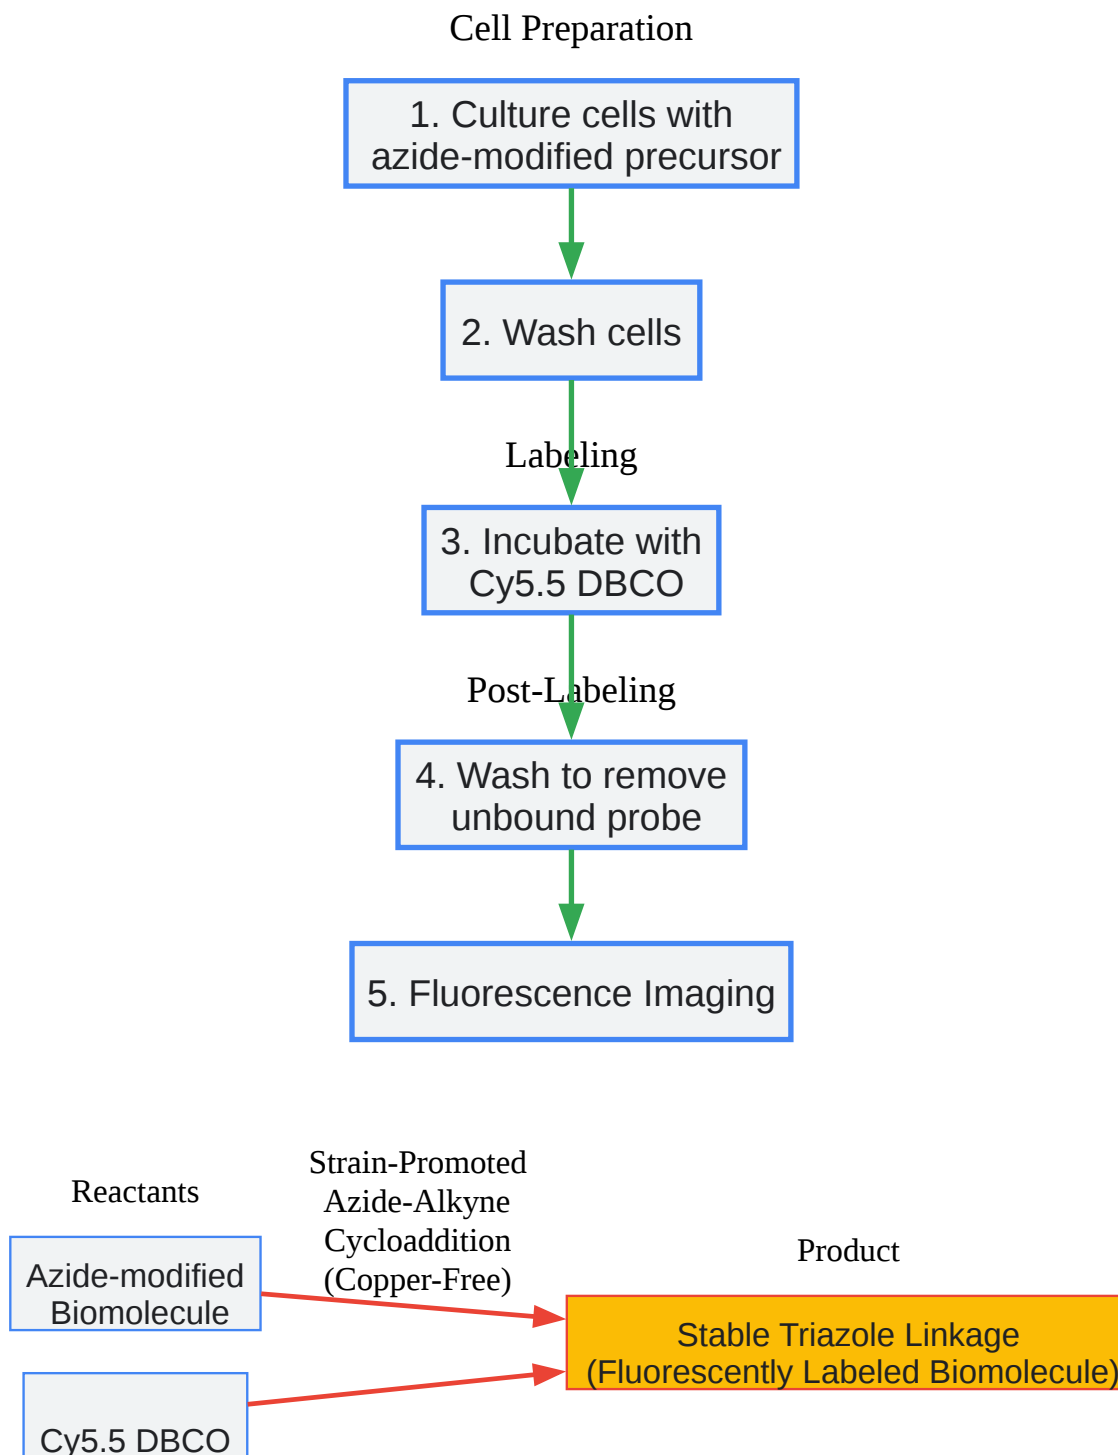 Cell Preparation
1. Culture cells with
azide-modified precursor
2. Wash cells
Labeling
3. Incubate with
Cy5.5 DBCO
Post-Labeling
4. Wash to remove
unbound probe
5. Fluorescence Imaging
Reactants
Strain-Promoted
Azide-Alkyne
Cycloaddition
(Copper-Free)
Azide-modified
Biomolecule
Product
Stable Triazole Linkage
(Fluorescently Labeled Biomolecule)
Cy5.5 DBCO